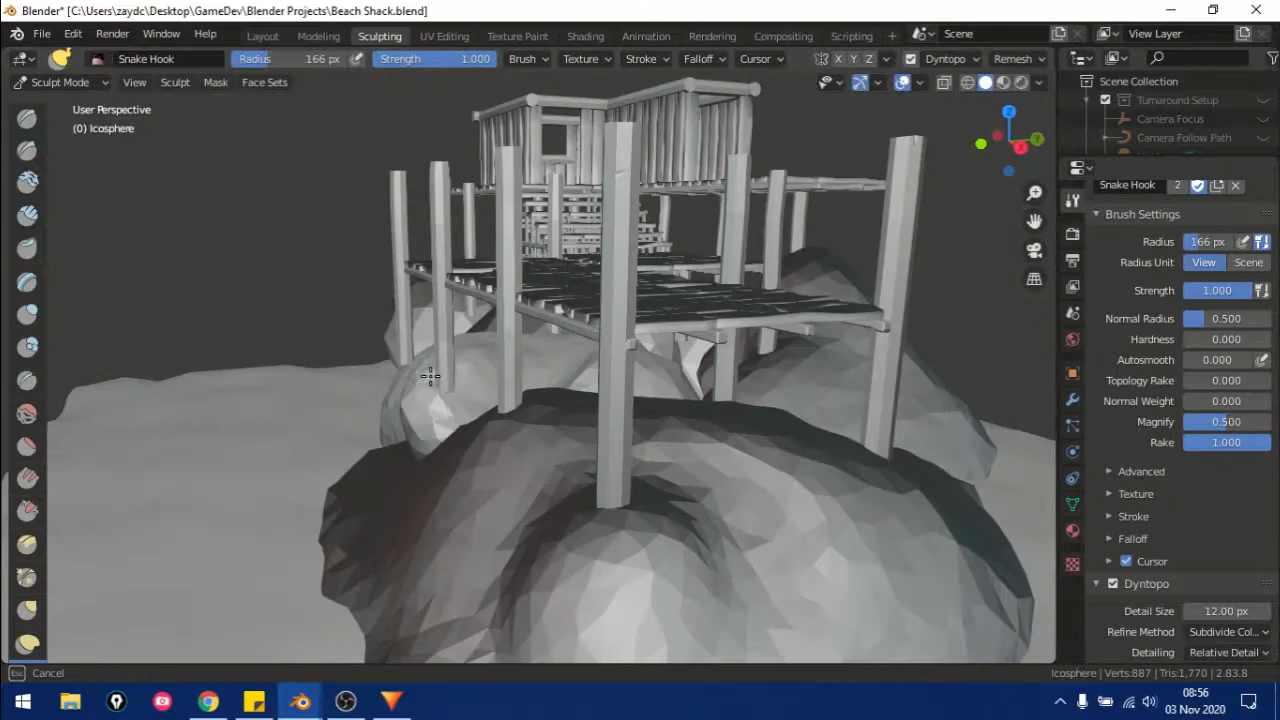 Blender* [C:\Users\zaydc\Desktop\GameDev\Blender Projects\Beach Shack.blend]
File Edit Render Window Help Layout Modeling Sculpting UV Editing Texture Paint Shading Animation Rendering Compositing Scripting + Scene View Layer
Snake Hook Radius 166 px Strength 1.000 Brush Texture Stroke Falloff Cursor X Y Z Dyntopo Remesh
Sculpt Mode View Sculpt Mask Face Sets
User Perspective
(0) Icosphere
Z
Y
X
Scene Collection
Turnaround Setup
Camera Focus
Camera Follow Path
Snake Hook 2
Brush Settings
Radius 166 px
Radius Unit View Scene
Strength 1.000
Normal Radius 0.500
Hardness 0.000
Autosmooth 0.000
Topology Rake 0.000
Normal Weight 0.000
Magnify 0.500
Rake 1.000
Advanced
Texture
Stroke
Falloff
Cursor
Dyntopo
Detail Size 12.00 px
Refine Method Subdivide Col...
Detailing Relative Detail
Esc Cancel
Icosphere | Verts:887 | Tris:1,770 | 2.83.8
08:56
03 Nov 2020